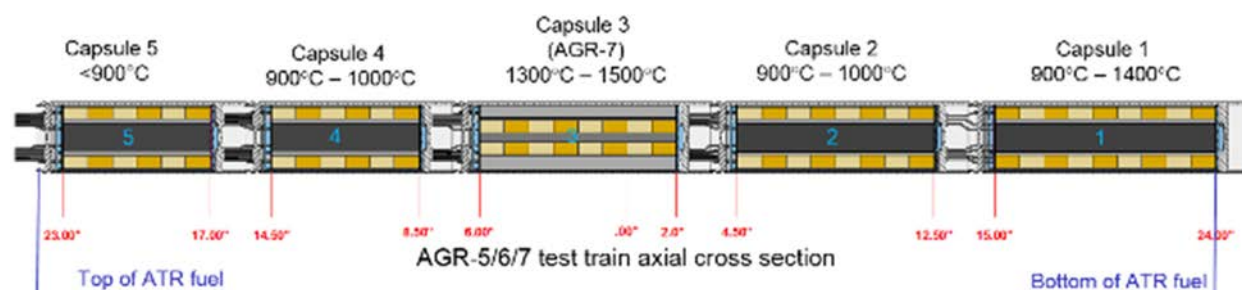 Capsule 5
<900°C
Capsule 4
900°C – 1000°C
Capsule 3
(AGR-7)
1300°C – 1500°C
Capsule 2
900°C – 1000°C
Capsule 1
900°C – 1400°C
5
4
3
2
1
23.00"
17.00"
14.50"
8.50"
6.00"
.00"
2.0"
4.50"
12.50"
15.00"
24.00"
AGR-5/6/7 test train axial cross section
Top of ATR fuel
Bottom of ATR fuel